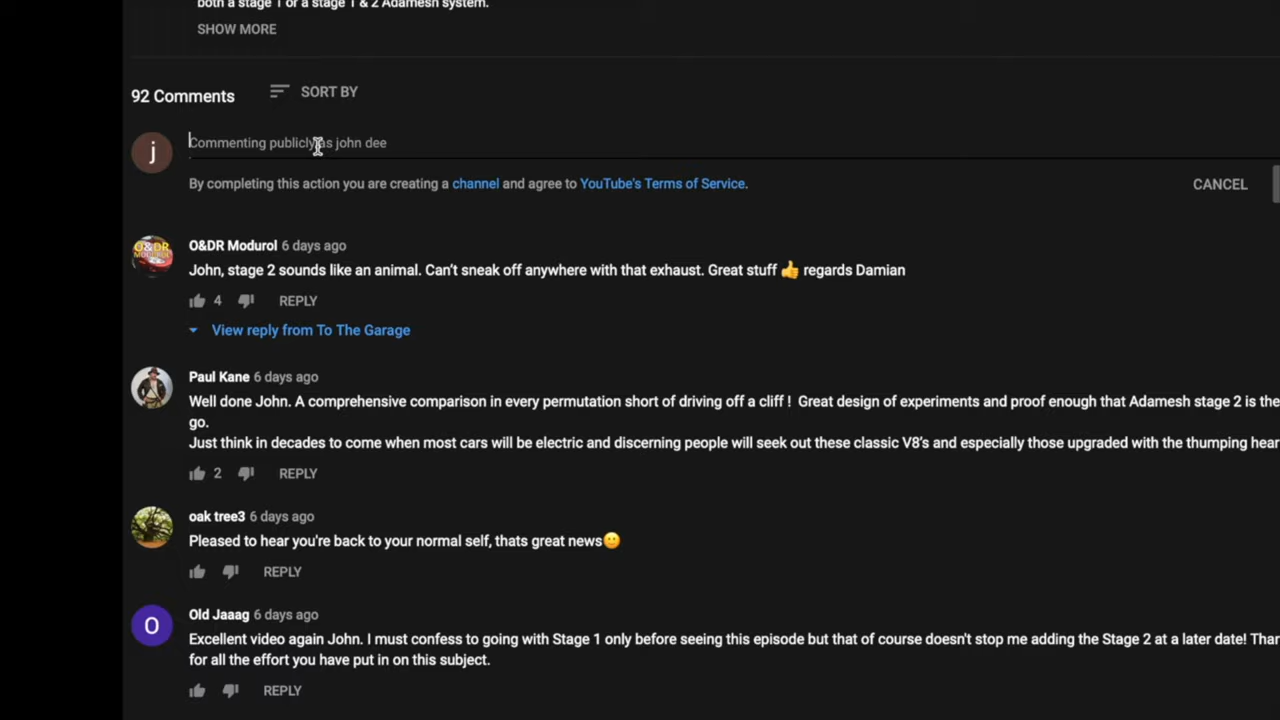 both a stage 1 or a stage 1 & 2 Adamesh system.
SHOW MORE
92 Comments
SORT BY
j
Commenting publicly as john dee
By completing this action you are creating a channel and agree to YouTube's Terms of Service.
CANCEL
O&DR MODUROL
O&DR Modurol 6 days ago
John, stage 2 sounds like an animal. Can't sneak off anywhere with that exhaust. Great stuff 👍 regards Damian
4 REPLY
View reply from To The Garage
Paul Kane 6 days ago
Well done John. A comprehensive comparison in every permutation short of driving off a cliff ! Great design of experiments and proof enough that Adamesh stage 2 is the
go.
Just think in decades to come when most cars will be electric and discerning people will seek out these classic V8's and especially those upgraded with the thumping hear
2 REPLY
oak tree3 6 days ago
Pleased to hear you're back to your normal self, thats great news🙂
REPLY
O
Old Jaaag 6 days ago
Excellent video again John. I must confess to going with Stage 1 only before seeing this episode but that of course doesn't stop me adding the Stage 2 at a later date! Than
for all the effort you have put in on this subject.
REPLY